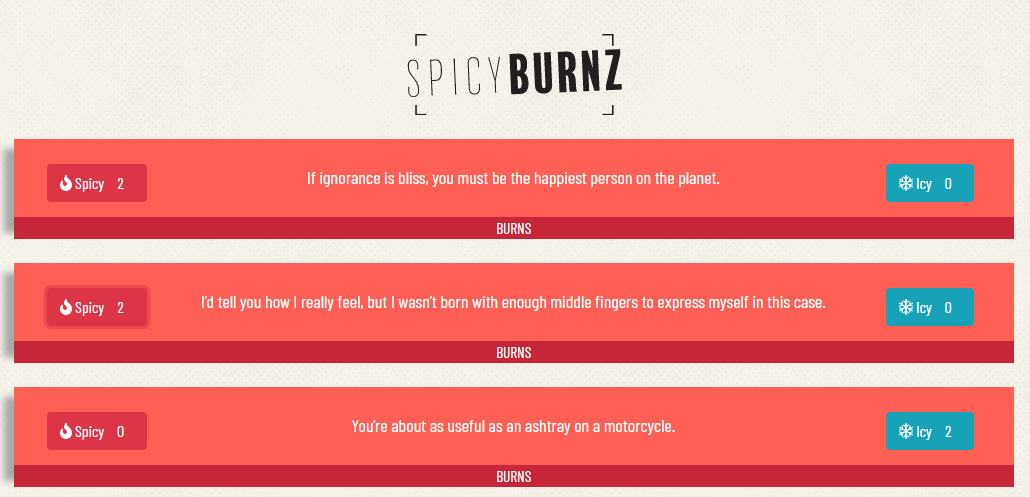 SPICYBURNZ
Spicy 2 If ignorance is bliss, you must be the happiest person on the planet. Icy 0
BURNS
Spicy 2 I'd tell you how I really feel, but I wasn't born with enough middle fingers to express myself in this case. Icy 0
BURNS
Spicy 0 You're about as useful as an ashtray on a motorcycle. Icy 2
BURNS